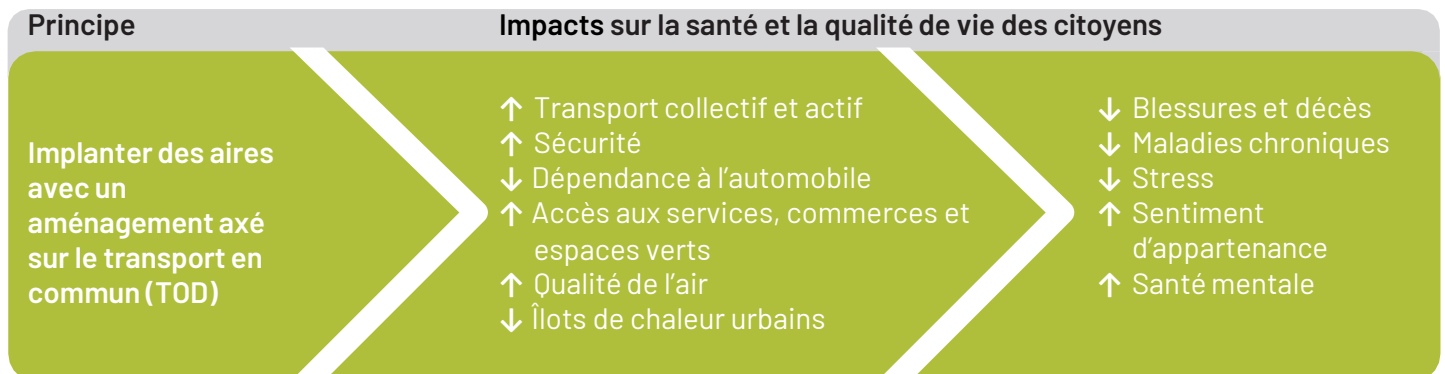 Principe
Impacts sur la santé et la qualité de vie des citoyens
Implanter des aires
avec un
aménagement axé
sur le transport en
commun (TOD)
↑ Transport collectif et actif
↑ Sécurité
↓ Dépendance à l’automobile
↑ Accès aux services, commerces et
espaces verts
↑ Qualité de l’air
↓ Îlots de chaleur urbains
↓ Blessures et décès
↓ Maladies chroniques
↓ Stress
↑ Sentiment
d’appartenance
↑ Santé mentale